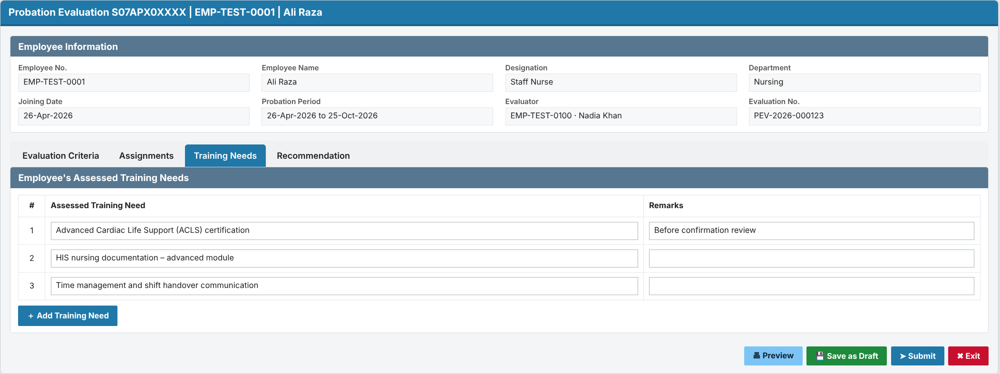 Probation Evaluation S07APX0XXXX | EMP-TEST-0001 | Ali Raza
Employee Information
Employee No. Employee Name Designation Department
EMP-TEST-0001 Ali Raza Staff Nurse Nursing
Joining Date Probation Period Evaluator Evaluation No.
26-Apr-2026 26-Apr-2026 to 25-Oct-2026 EMP-TEST-0100 · Nadia Khan PEV-2026-000123
Evaluation Criteria Assignments Training Needs Recommendation
Employee's Assessed Training Needs
# Assessed Training Need Remarks
1 Advanced Cardiac Life Support (ACLS) certification Before confirmation review
2 HIS nursing documentation – advanced module
3 Time management and shift handover communication
+ Add Training Need
Preview Save as Draft Submit Exit